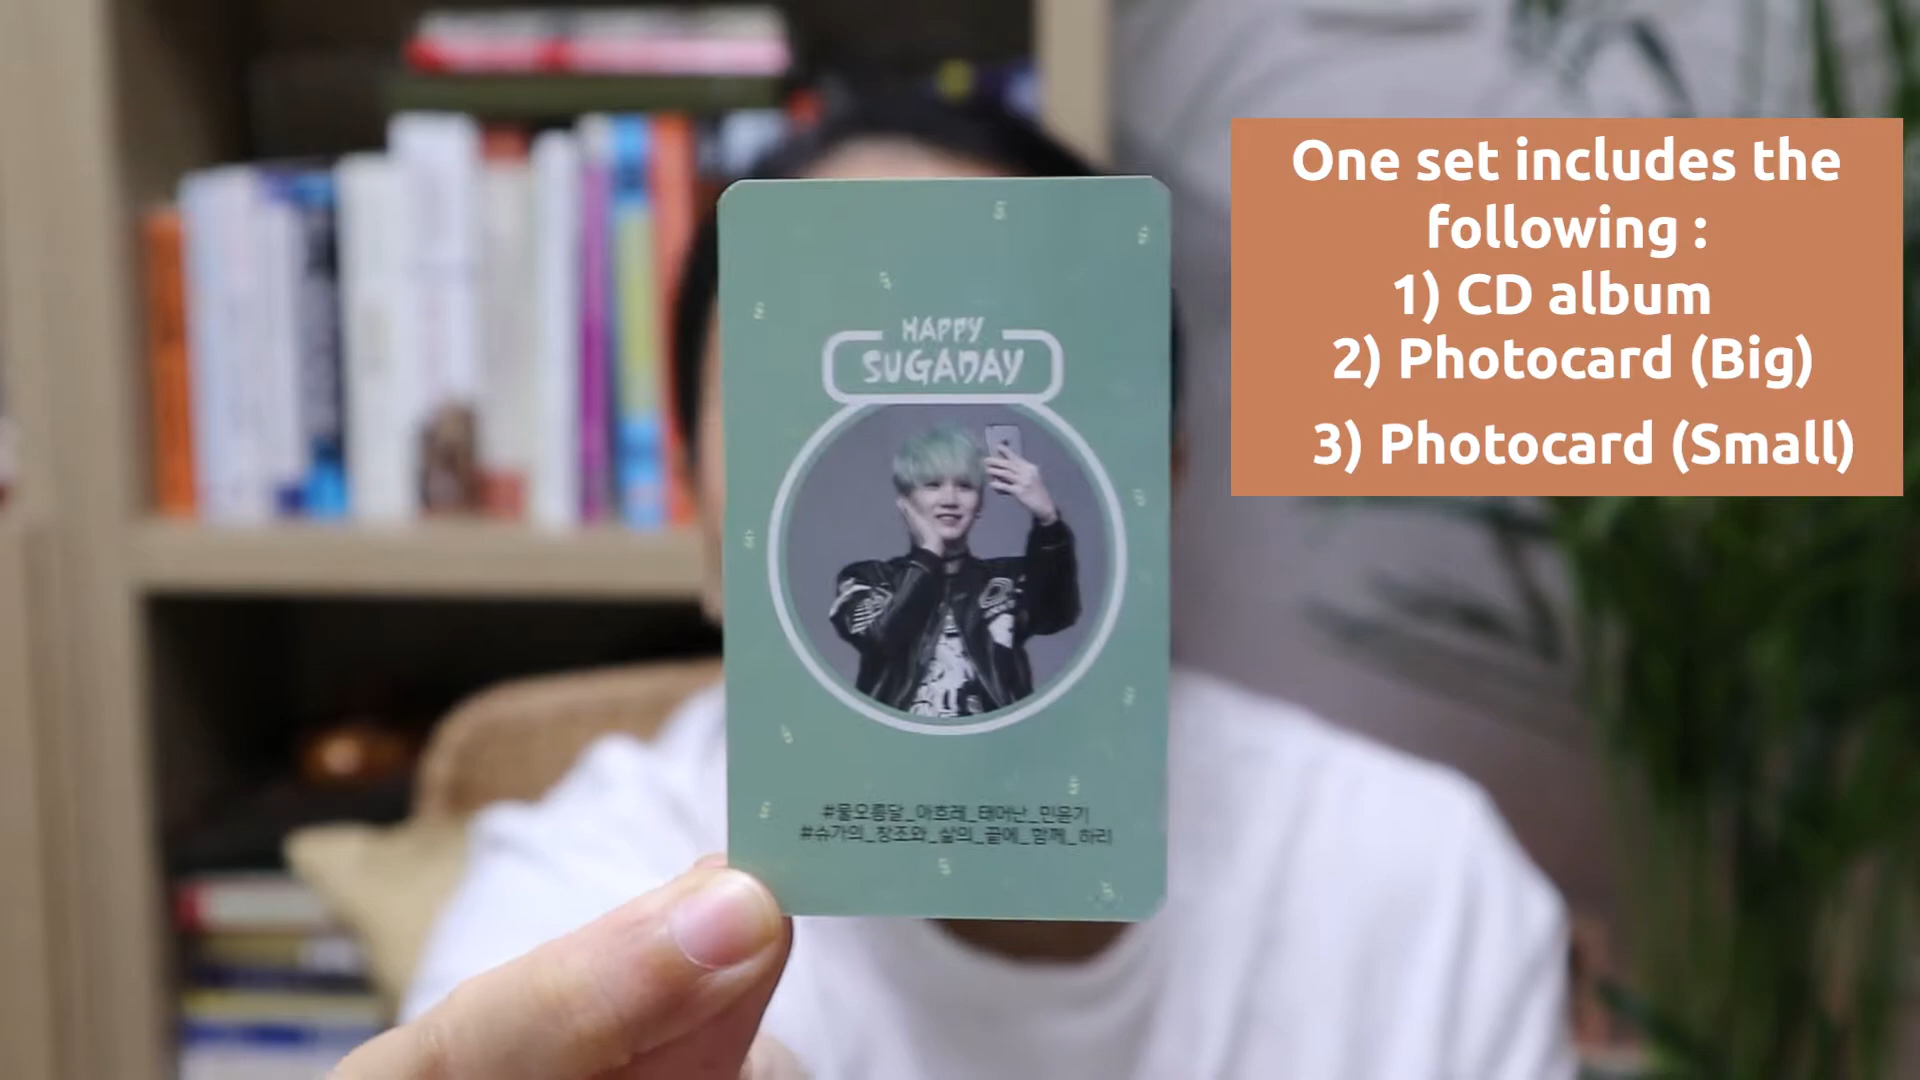 HAPPY
SUGADAY
#물오름달_아흐레_태어난_민윤기
#슈가의_창조와_삶의_끝에_함께_하리
One set includes the
following :
1) CD album
2) Photocard (Big)
3) Photocard (Small)